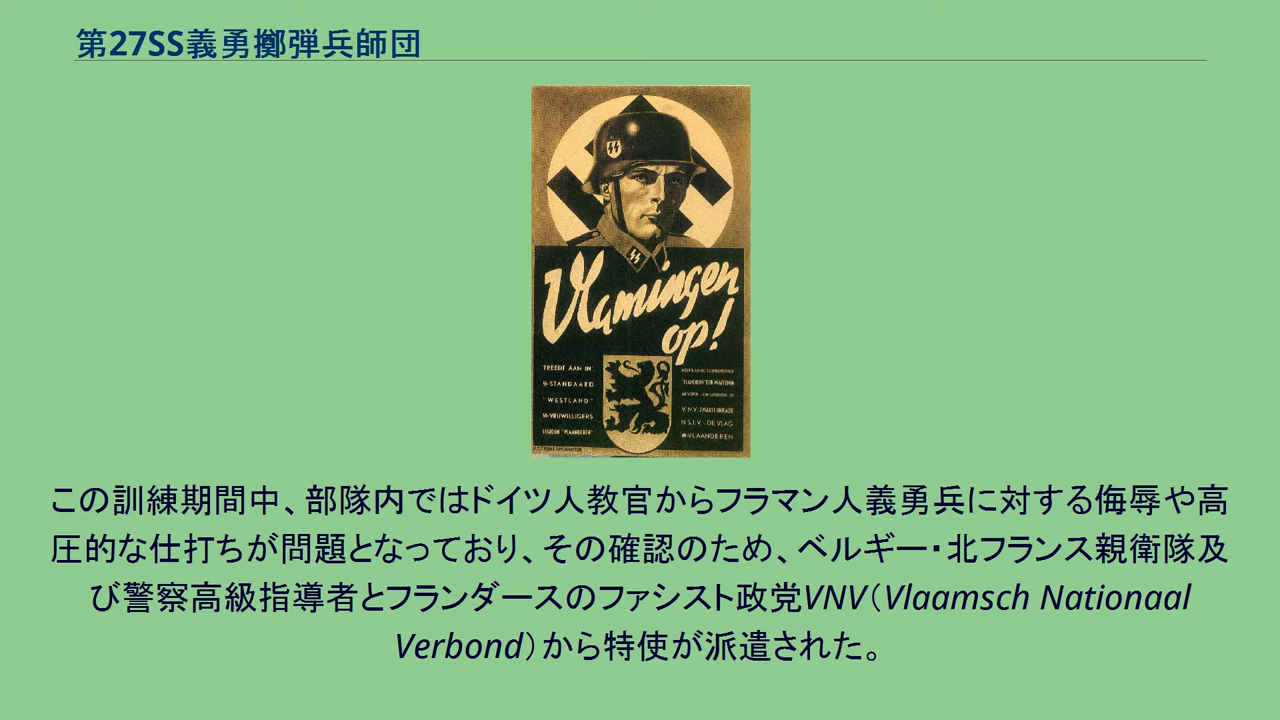 第27SS義勇擲弾兵師団
Vlamingen
op!
TREEDT AAN IN
SS-STANDAARD
"WESTLAND"
SS-VRIJWILLIGERS
LEGIOEN "VLAANDEREN"
V.N.V. ZWARTE BRIGADE
N.S.J.V. - DE VLAG
SS-VLAANDEREN
この訓練期間中、部隊内ではドイツ人教官からフラマン人義勇兵に対する侮辱や高
圧的な仕打ちが問題となっており、その確認のため、ベルギー・北フランス親衛隊及
び警察高級指導者とフランダースのファシスト政党VNV（Vlaamsch Nationaal
Verbond）から特使が派遣された。